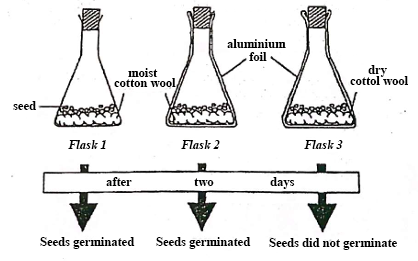 aluminium
foil
moist
cotton wool
dry
cottol wool
seed
Flask 1
Flask 2
Flask 3
after two days
Seeds germinated
Seeds germinated
Seeds did not germinate